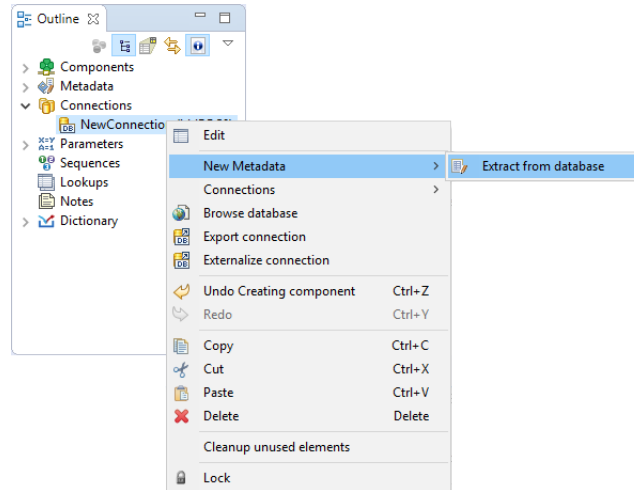 Outline
Components
Metadata
Connections
NewConnectio
Parameters
Sequences
Lookups
Notes
Dictionary
Edit
New Metadata
Extract from database
Connections
Browse database
Export connection
Externalize connection
Undo Creating component Ctrl+Z
Redo Ctrl+Y
Copy Ctrl+C
Cut Ctrl+X
Paste Ctrl+V
Delete Delete
Cleanup unused elements
Lock